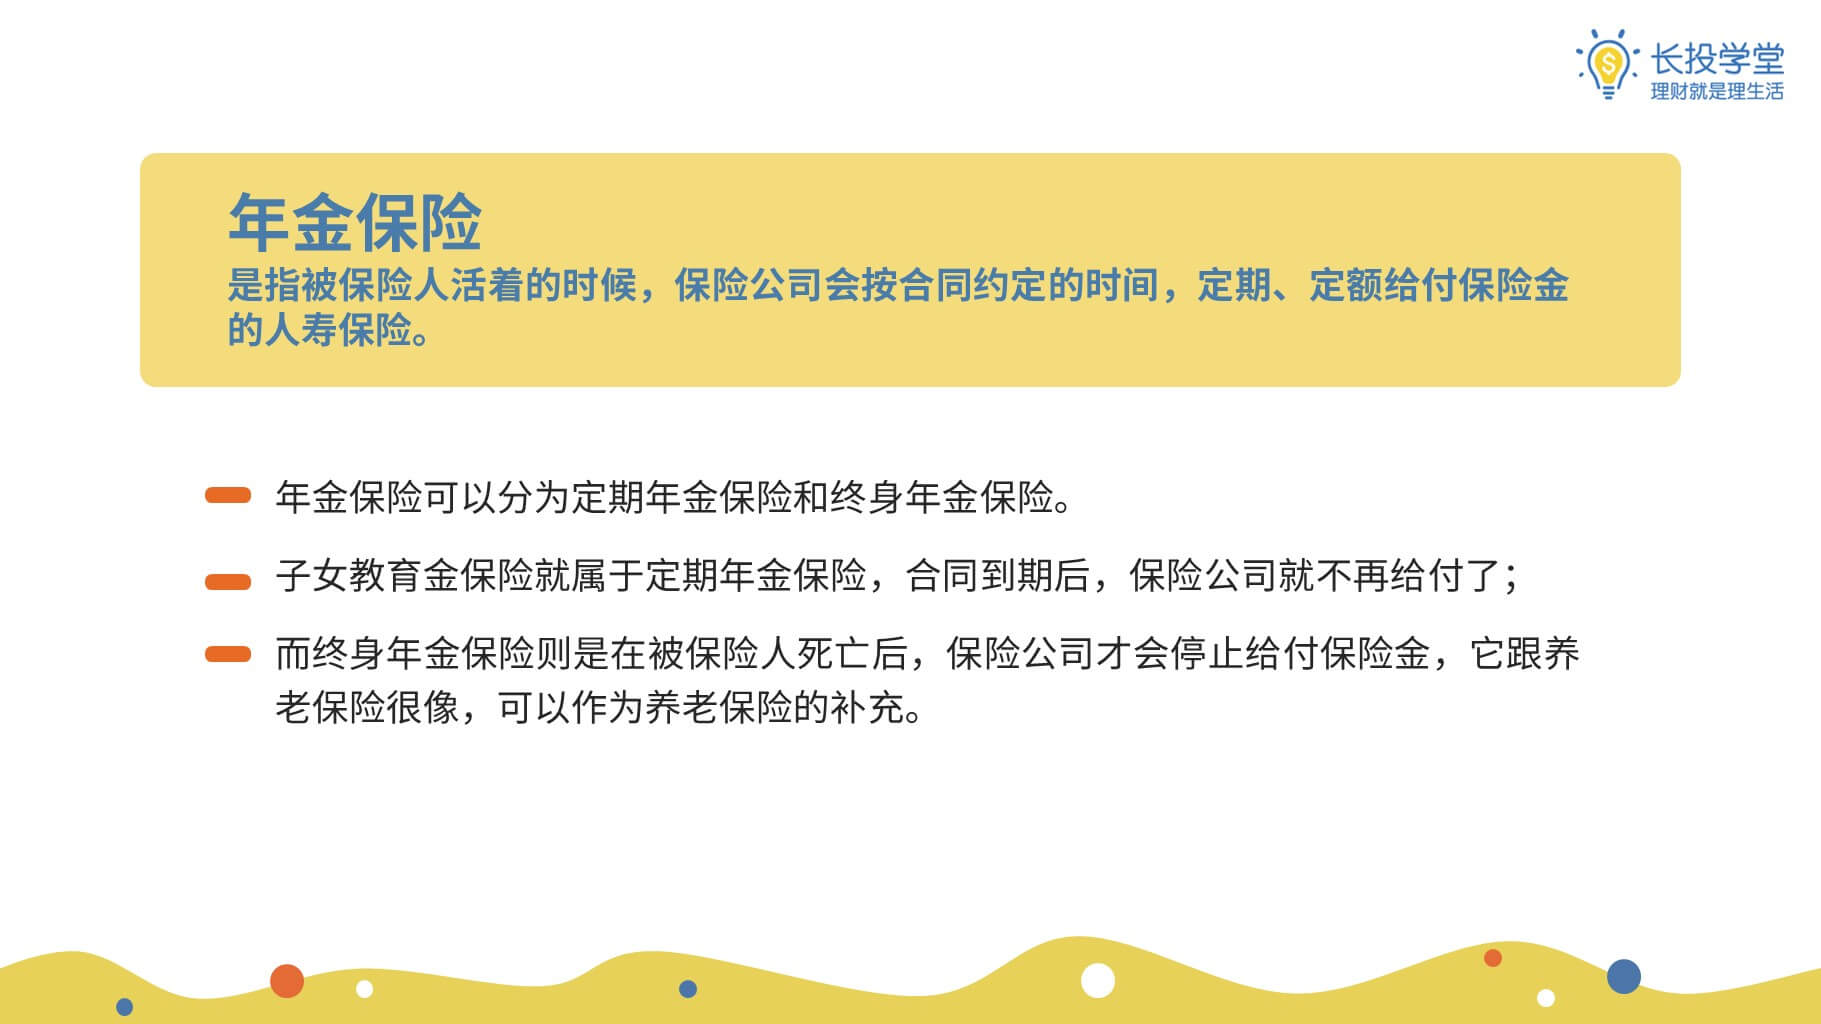 长投学堂
理财就是理生活
年金保险
是指被保险人活着的时候，保险公司会按合同约定的时间，定期、定额给付保险金
的人寿保险。
年金保险可以分为定期年金保险和终身年金保险。
子女教育金保险就属于定期年金保险，合同到期后，保险公司就不再给付了；
而终身年金保险则是在被保险人死亡后，保险公司才会停止给付保险金，它跟养
老保险很像，可以作为养老保险的补充。